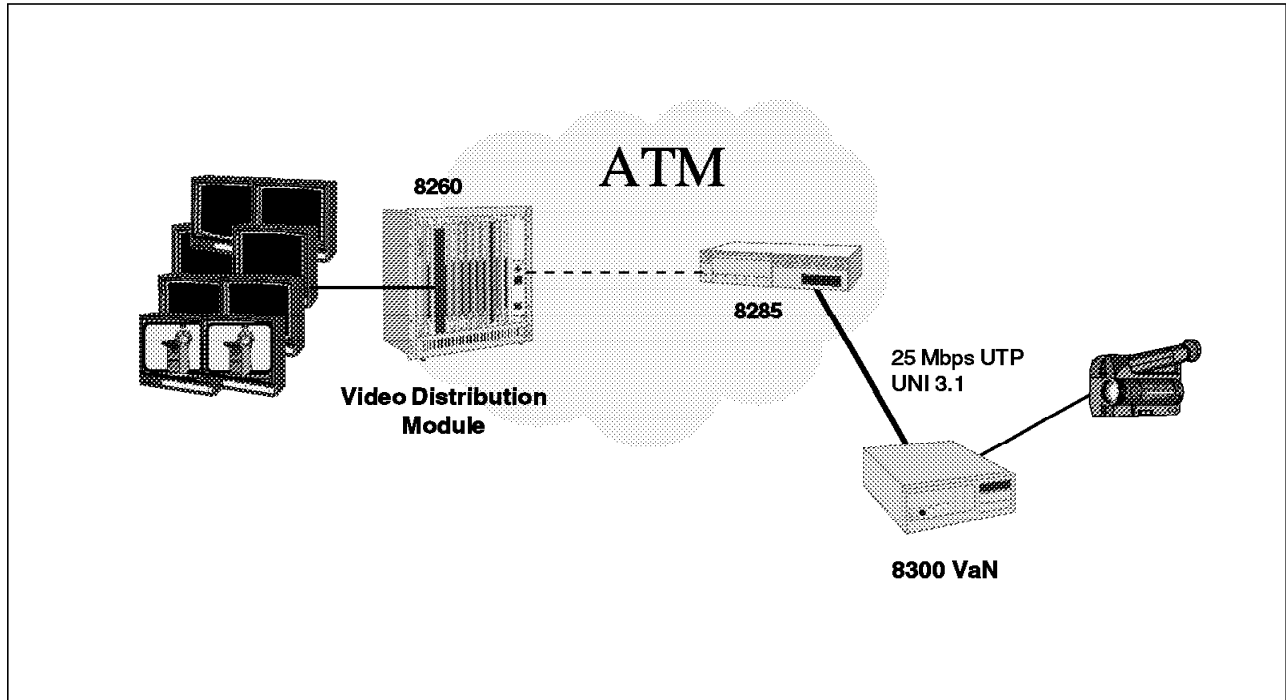 ATM
8260
8285
Video Distribution
Module
25 Mbps UTP
UNI 3.1
8300 VaN